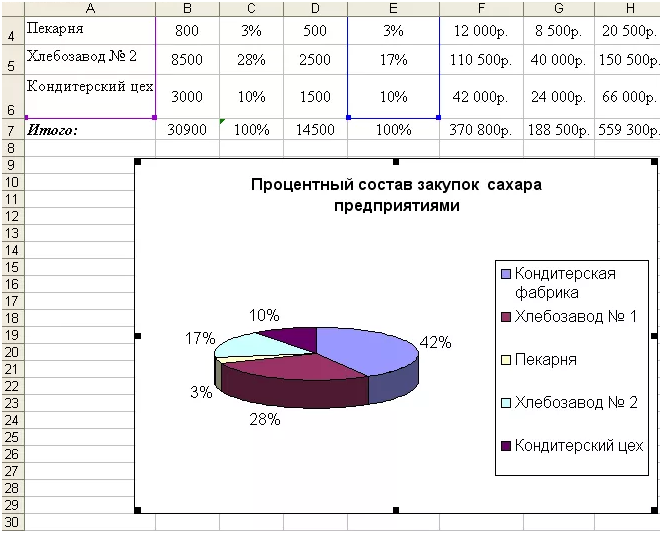 A B C D E F G H
4 Пекарня 800 3% 500 3% 12 000р. 8 500р. 20 500р.
5 Хлебозавод № 2 8500 28% 2500 17% 110 500р. 40 000р. 150 500р.
6 Кондитерский цех 3000 10% 1500 10% 42 000р. 24 000р. 66 000р.
7 Итого: 30900 100% 14500 100% 370 800р. 188 500р. 559 300р.
8
9
10
11
12
13
14
15
16
17
18
19
20
21
22
23
24
25
26
27
28
29
30
Процентный состав закупок сахара
предприятиями
10%
17%
42%
3%
28%
Кондитерская
фабрика
Хлебозавод № 1
Пекарня
Хлебозавод № 2
Кондитерский цех